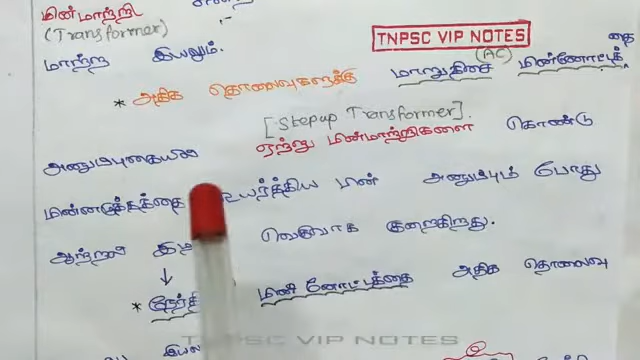 மின்மாற்றி
(Transformer)
TNPSC VIP NOTES
மாற்ற இயலும்.
(AC)
* அதிக தொலைவுகளுக்கு மாறுதிசை மின்னோட்டத்தை
[Stepup Transformer].
அனுப்புகையில் ஏற்று மின்மாற்றிகளை கொண்டு
மின்னழுத்தத்தை உயர்த்திய பின் அனுப்பும் போது
ஆற்றல் வெகுவாக குறைகிறது.
* மின்னோட்டத்தை அதிக தொலைவு
TNPSC VIP NOTES